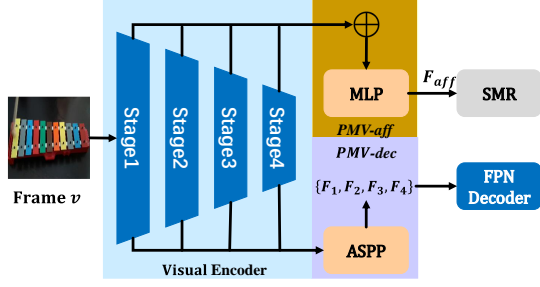 Stage1
Stage2
Stage3
Stage4
MLP
F_aff
SMR
PMV-aff
PMV-dec
{F_1, F_2, F_3, F_4}
FPN
Decoder
Frame v
ASPP
Visual Encoder